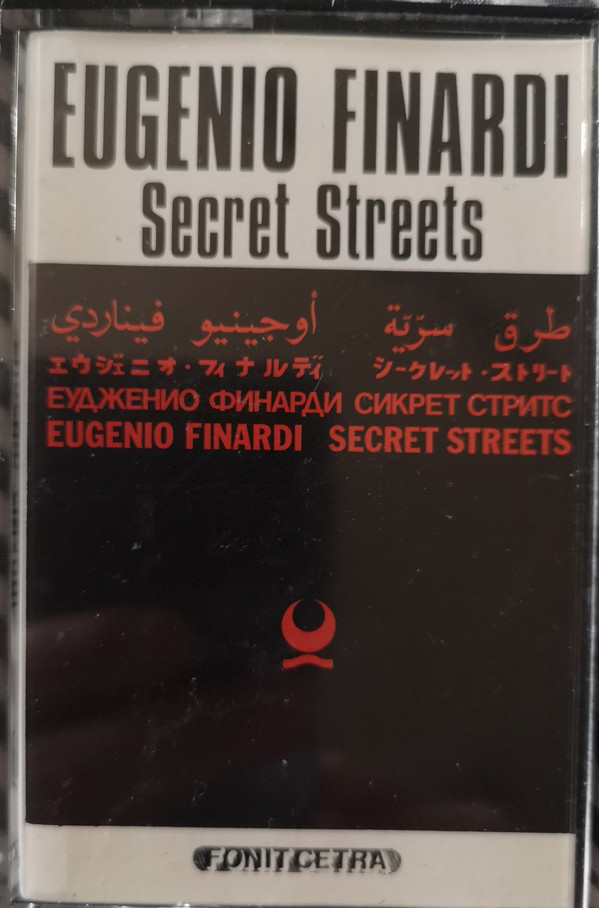 EUGENIO FINARDI
Secret Streets
طرق سرّيّة أوجينيو فيناردي
エウジェニオ・フィナルディ シークレット・ストリート
ЕУДЖЕНИО ФИНАРДИ СИКРЕТ СТРИТС
EUGENIO FINARDI SECRET STREETS
FONIT CETRA